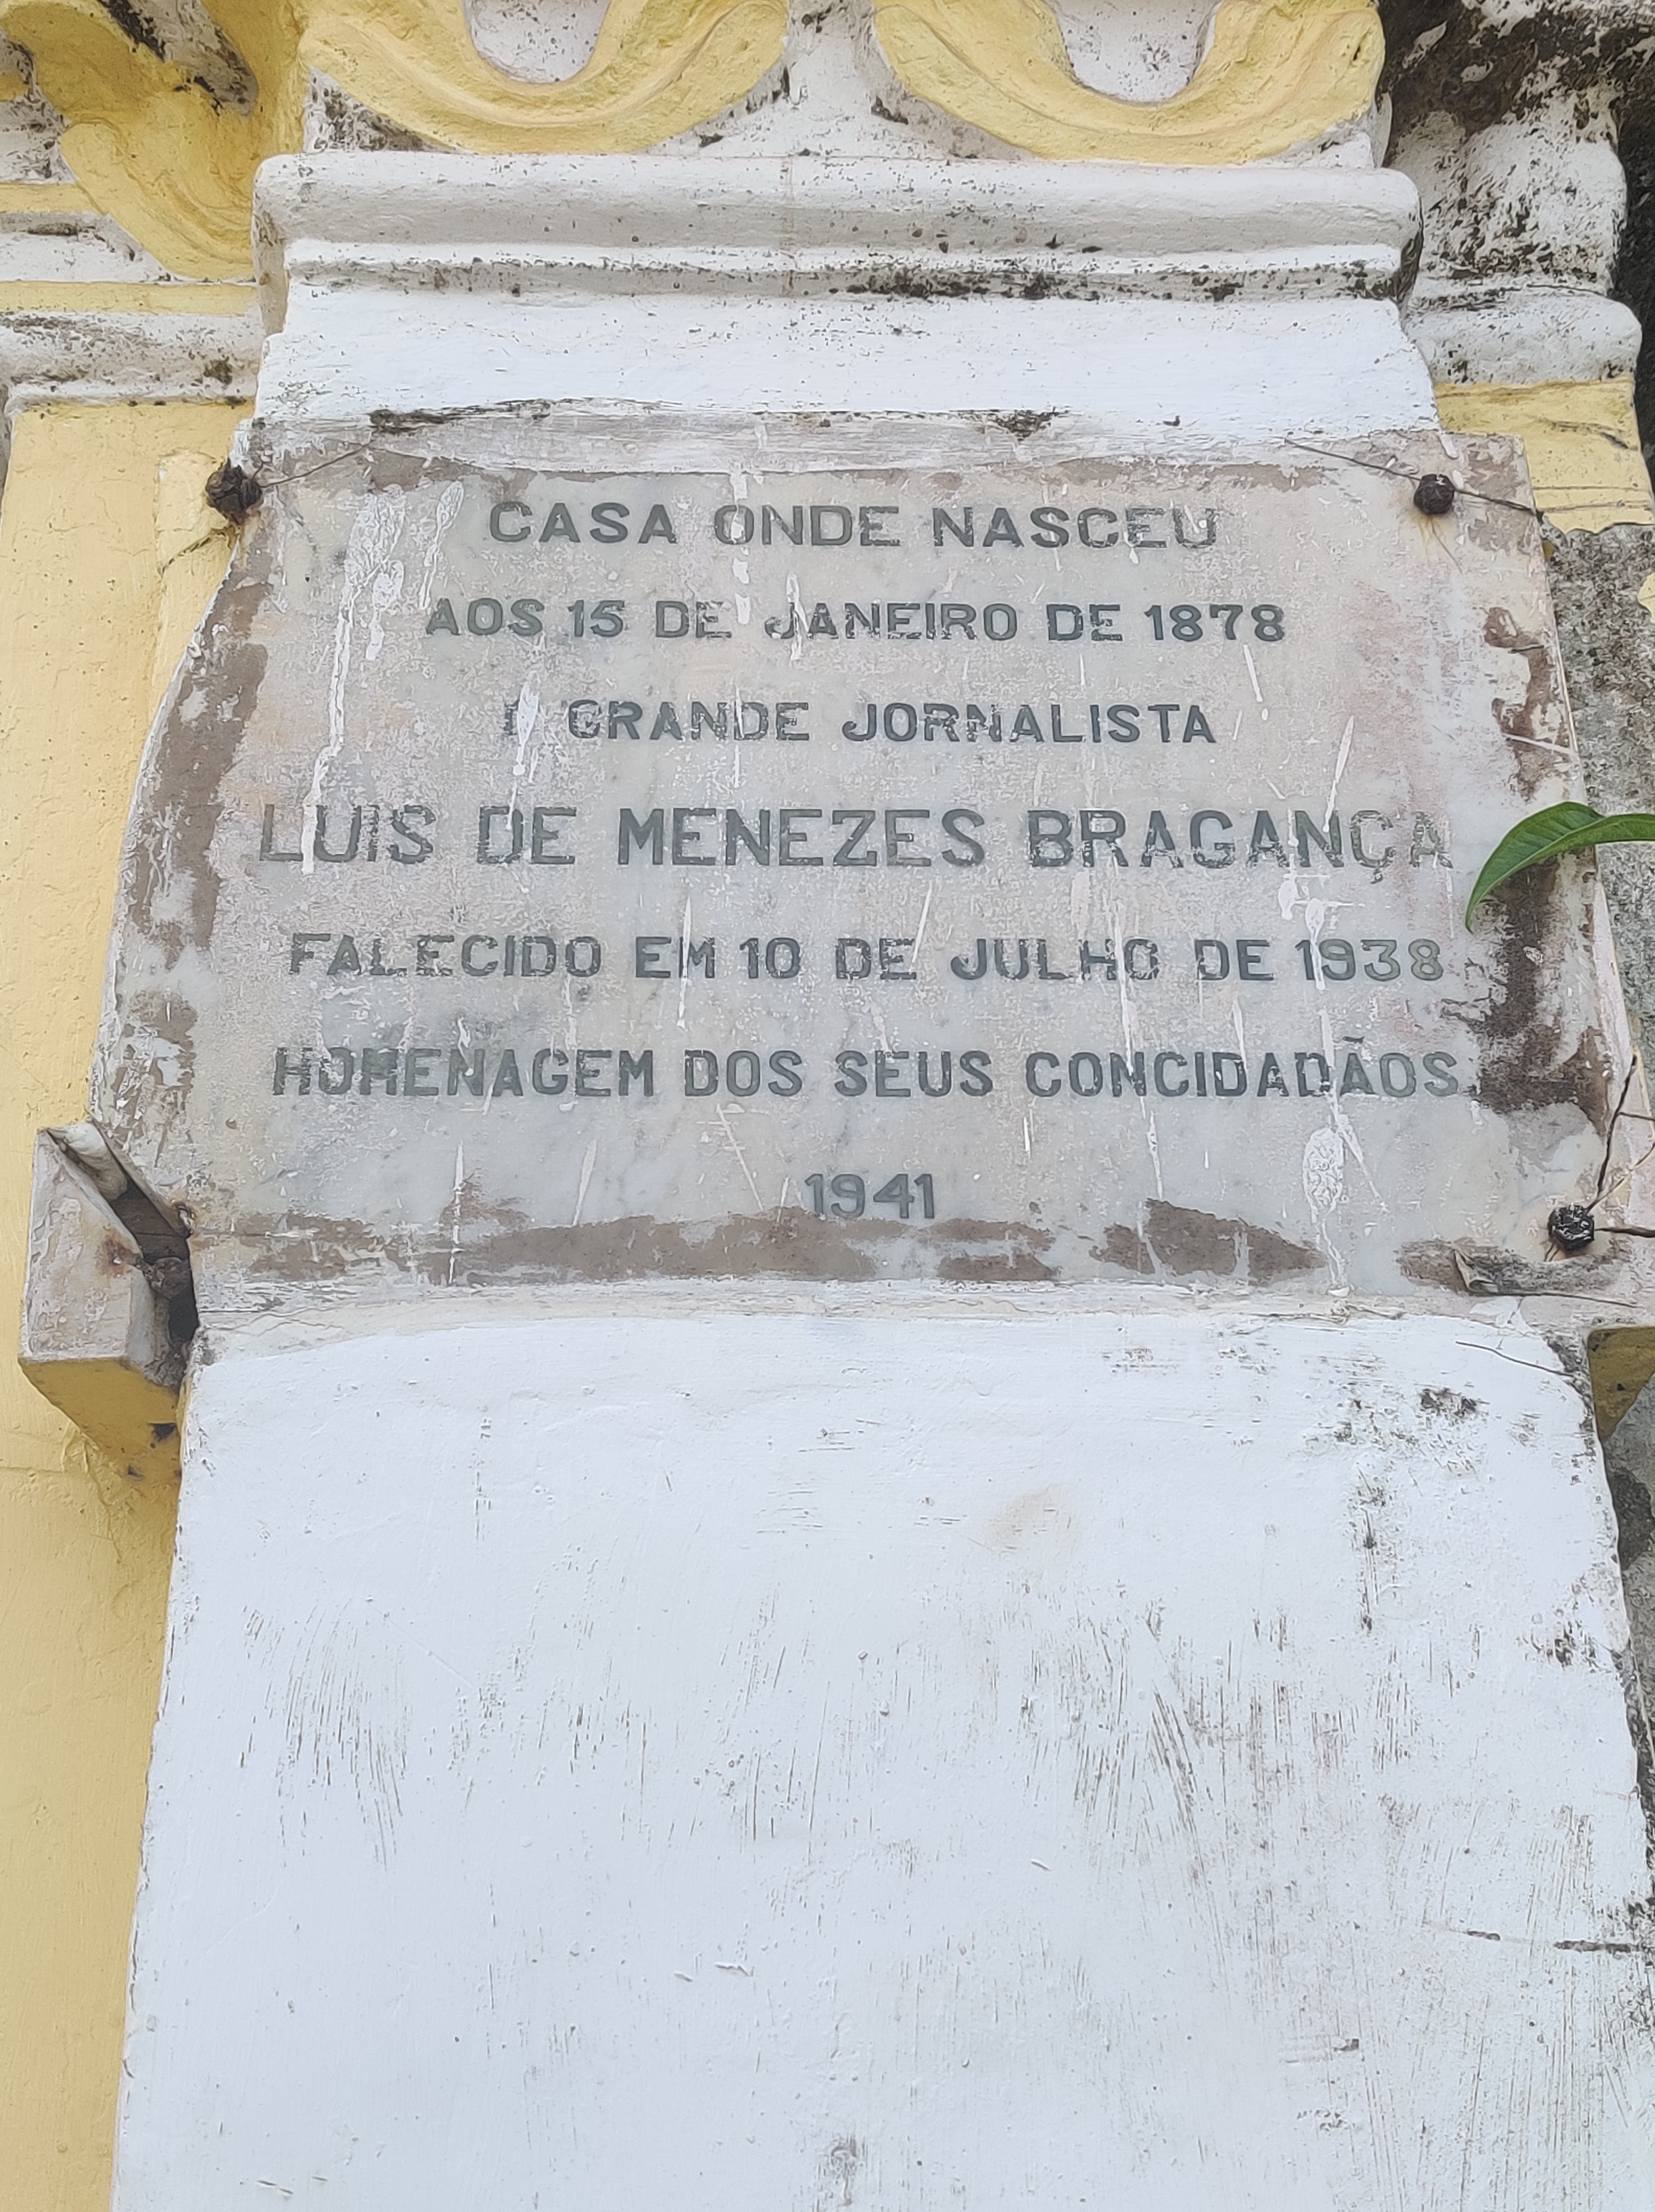 CASA ONDE NASCEU
AOS 15 DE JANEIRO DE 1878
GRANDE JORNALISTA
LUIS DE MENEZES BRAGANÇA
FALECIDO EM 10 DE JULHO DE 1938
HOMENAGEM DOS SEUS CONCIDADÃOS
1941